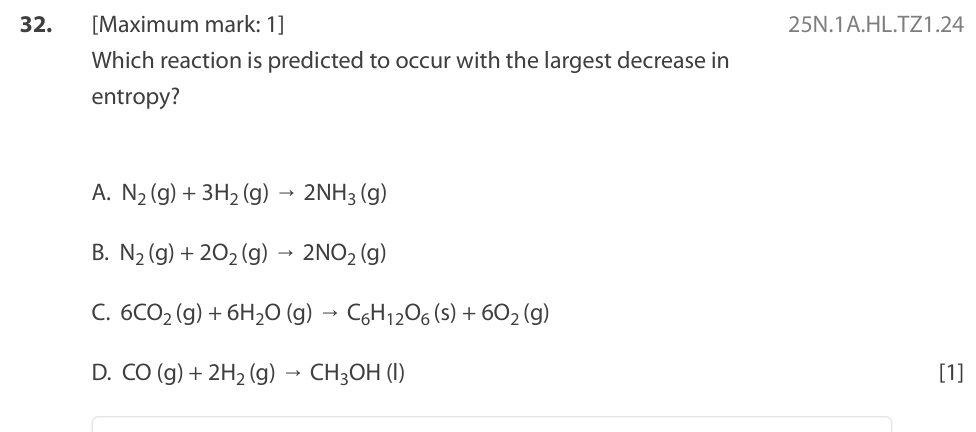 32. [Maximum mark: 1] 25N.1A.HL.TZ1.24
Which reaction is predicted to occur with the largest decrease in
entropy?
A. N₂ (g) + 3H₂ (g) → 2NH₃ (g)
B. N₂ (g) + 2O₂ (g) → 2NO₂ (g)
C. 6CO₂ (g) + 6H₂O (g) → C₆H₁₂O₆ (s) + 6O₂ (g)
D. CO (g) + 2H₂ (g) → CH₃OH (l) [1]